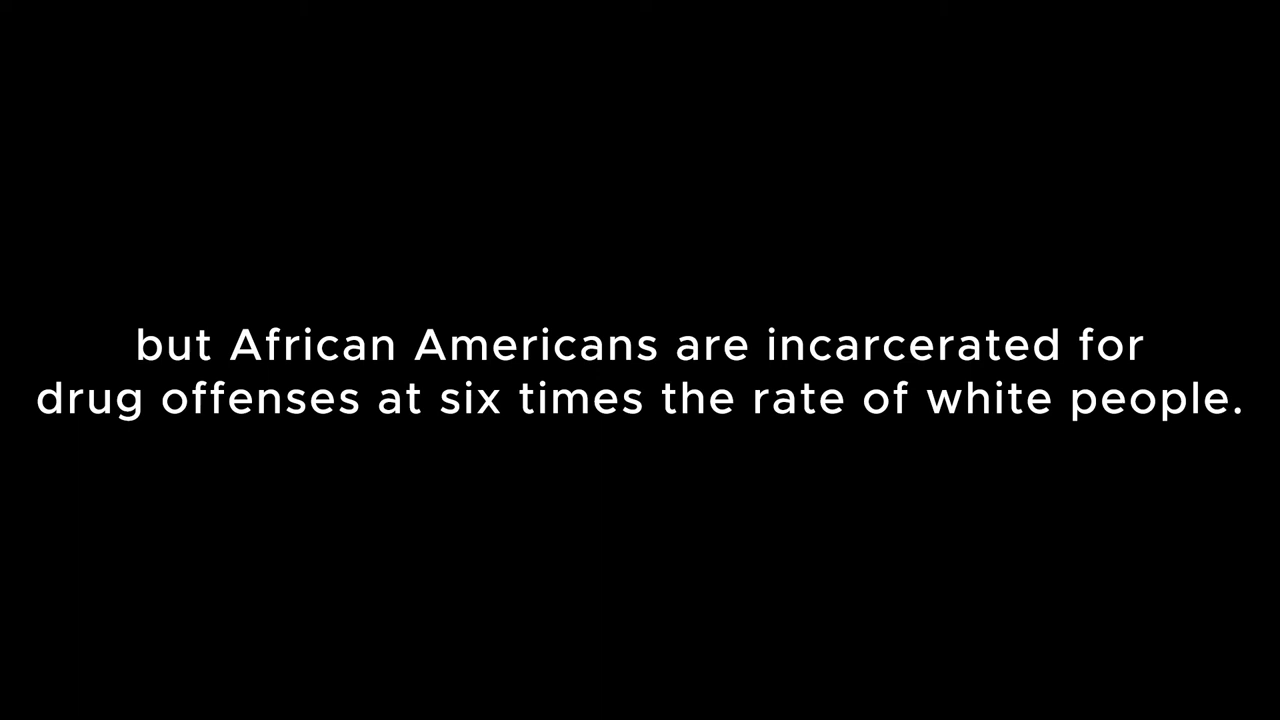 but African Americans are incarcerated for
drug offenses at six times the rate of white people.